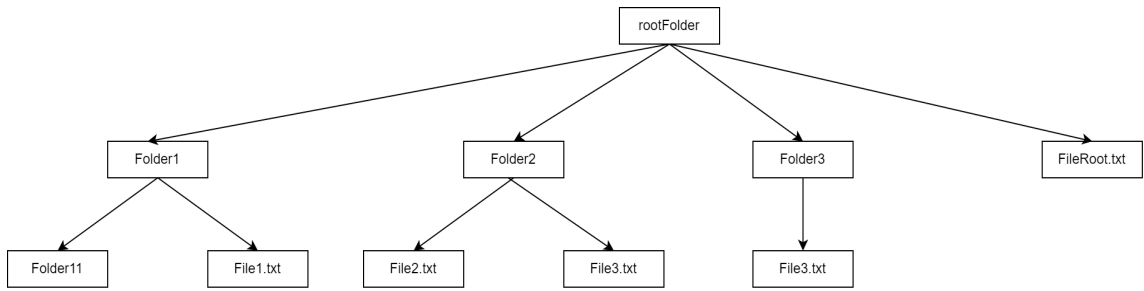 rootFolder
Folder1
Folder2
Folder3
FileRoot.txt
Folder11
File1.txt
File2.txt
File3.txt
File3.txt